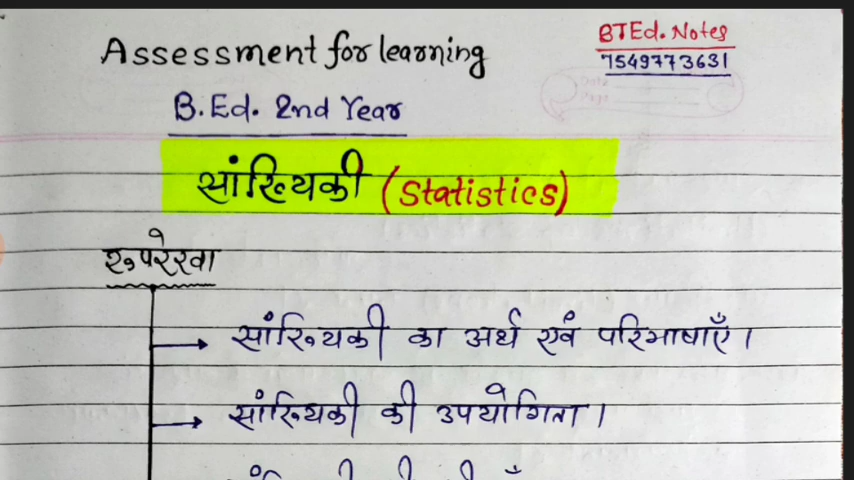 Assessment for learning
BTEd. Notes
7549773631
B.Ed. 2nd Year
सांख्यिकी (Statistics)
रूपरेखा
→ सांख्यिकी का अर्थ एवं परिभाषाएँ।
→ सांख्यिकी की उपयोगिता।